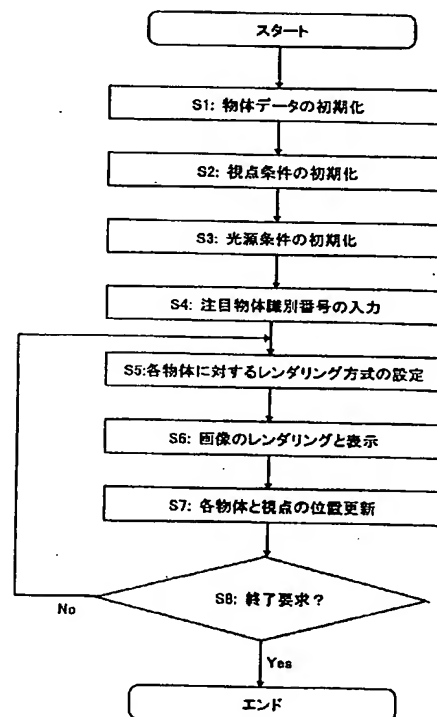 スタート
S1: 物体データの初期化
S2: 視点条件の初期化
S3: 光源条件の初期化
S4: 注目物体識別番号の入力
S5:各物体に対するレンダリング方式の設定
S6: 画像のレンダリングと表示
S7: 各物体と視点の位置更新
S8: 終了要求？
No
Yes
エンド